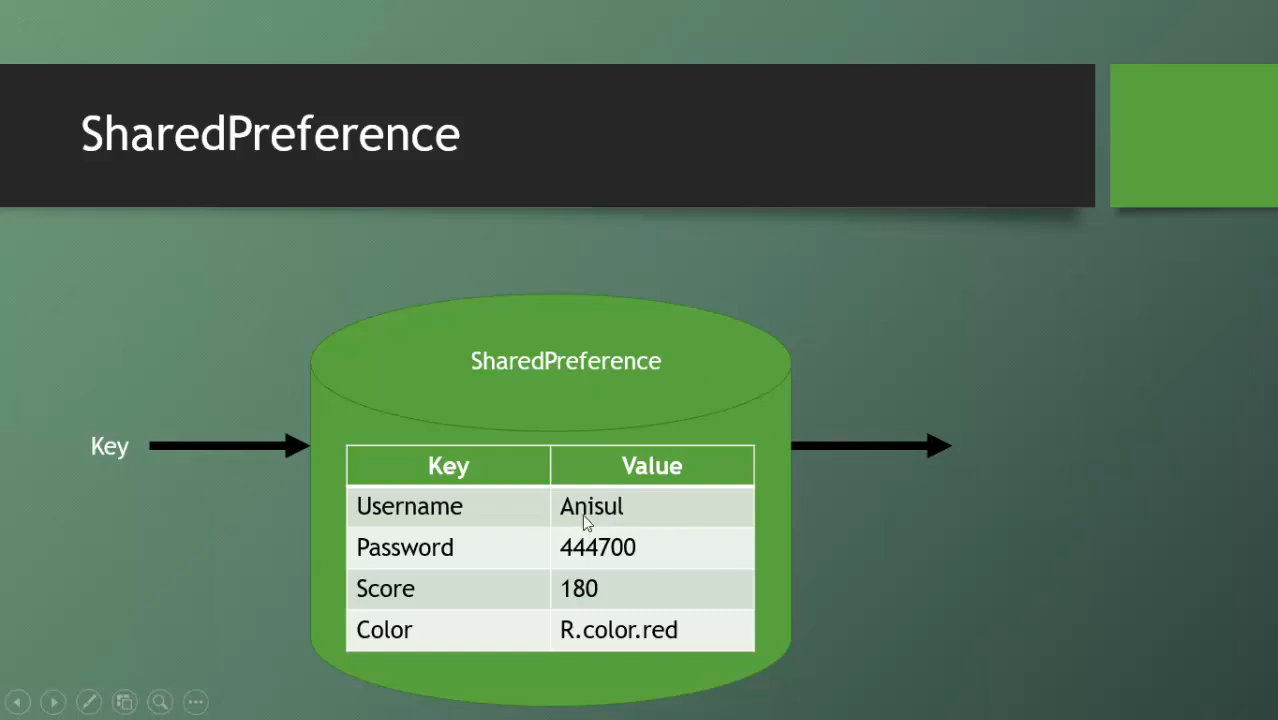 SharedPreference
SharedPreference
Key
Key Value
Username Anisul
Password 444700
Score 180
Color R.color.red